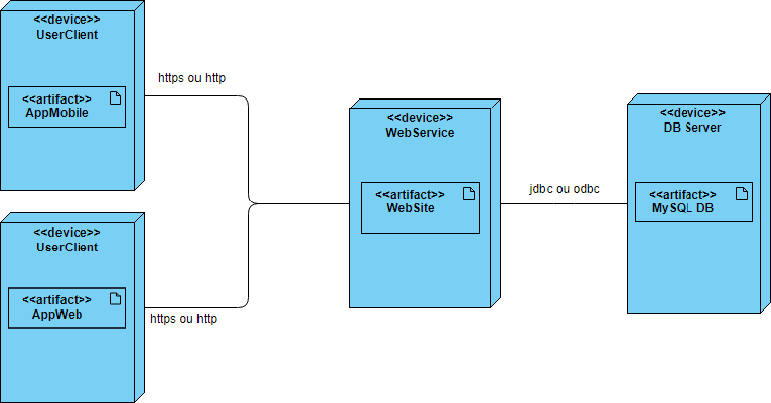 <<device>>
UserClient
<<artifact>>
AppMobile
https ou http
<<device>>
UserClient
<<artifact>>
AppWeb
https ou http
<<device>>
WebService
<<artifact>>
WebSite
jdbc ou odbc
<<device>>
DB Server
<<artifact>>
MySQL DB